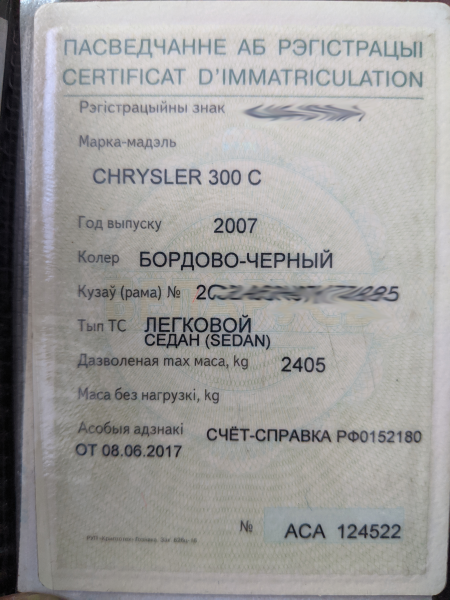 ПАСВЕДЧАННЕ АБ РЭГІСТРАЦЫІ
CERTIFICAT D'IMMATRICULATION
Рэгістрацыйны знак
Марка-мадэль
CHRYSLER 300 C
Год выпуску 2007
Колер БОРДОВО-ЧЕРНЫЙ
Кузаў (рама) №
Тып ТС ЛЕГКОВОЙ
СЕДАН (SEDAN)
Дазволеная max маса, kg 2405
Маса без нагрузкі, kg
Асобыя адзнакі СЧЁТ-СПРАВКА РФ0152180
ОТ 08.06.2017
№ АСА 124522